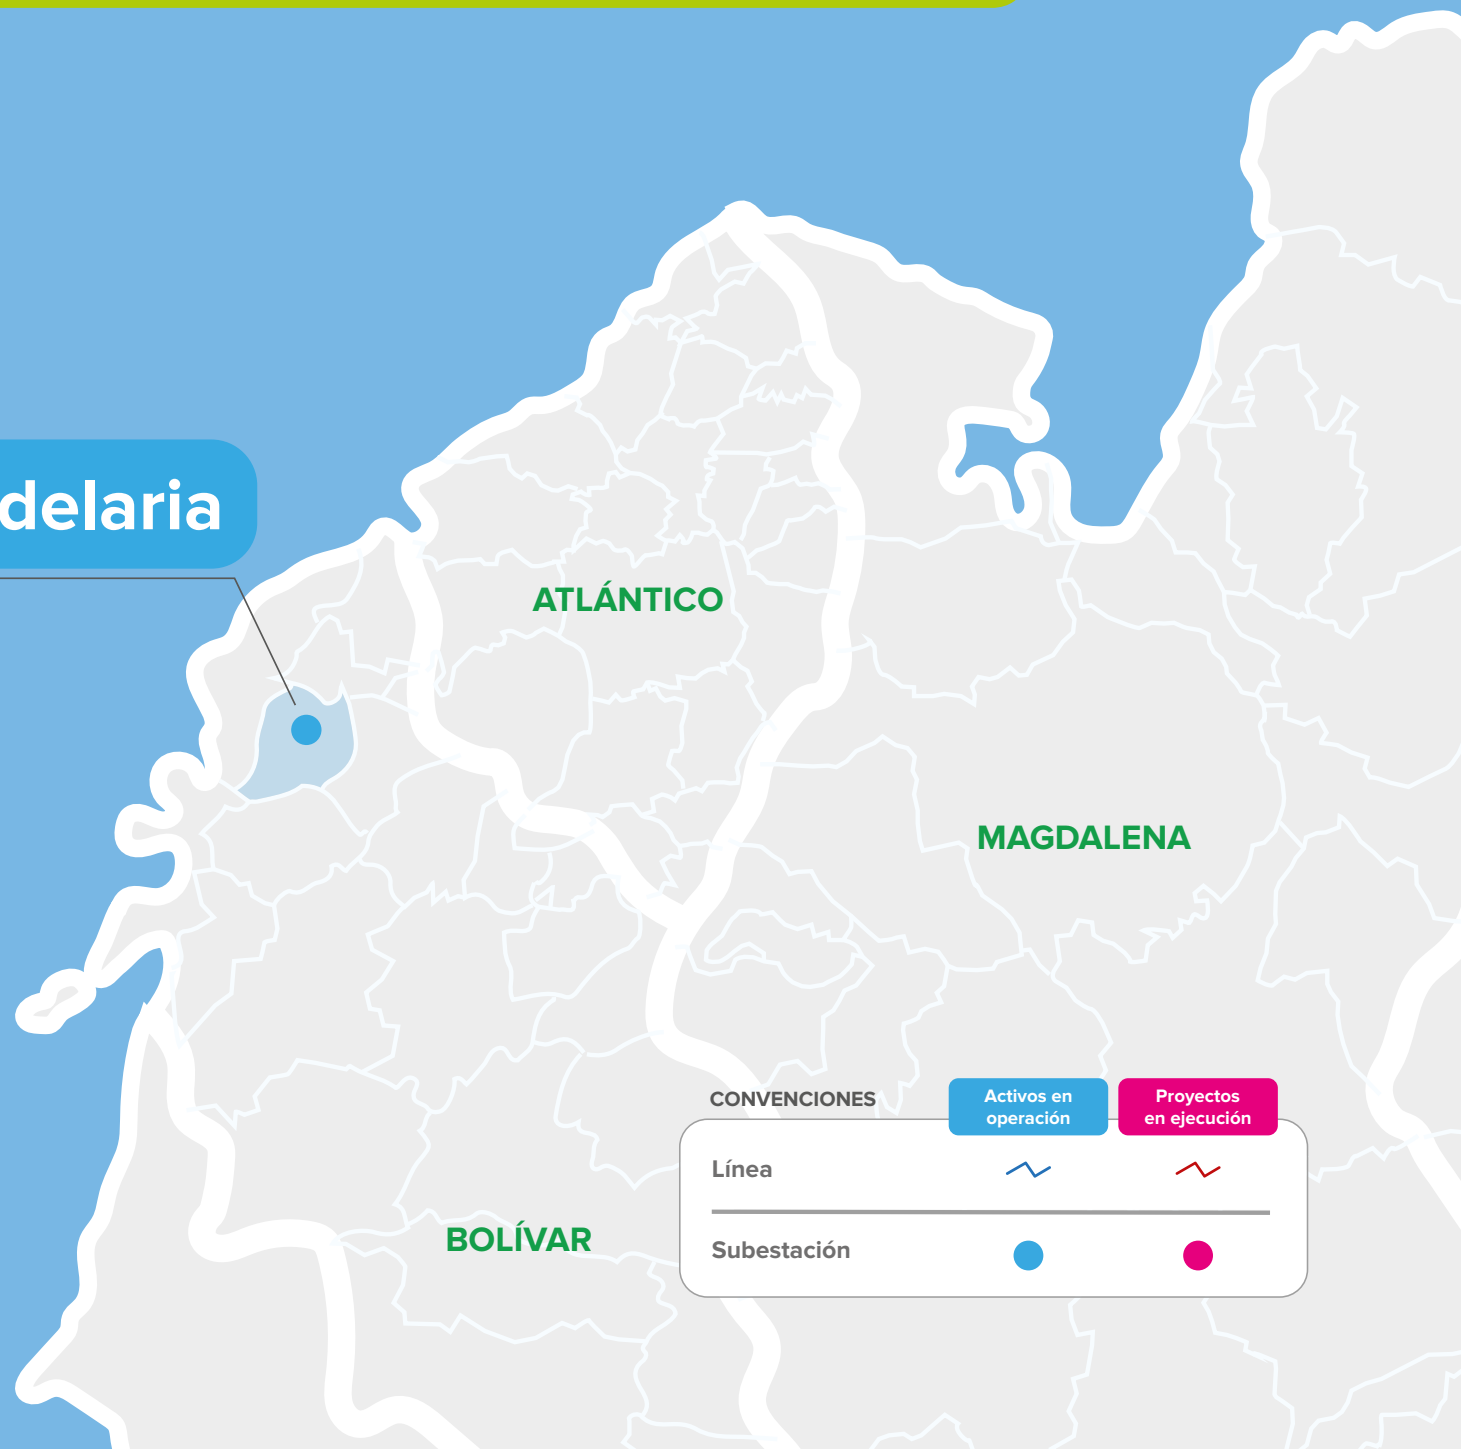 delaria
ATLÁNTICO
MAGDALENA
CONVENCIONES
Activos en
operación
Proyectos
en ejecución
Línea
BOLÍVAR
Subestación